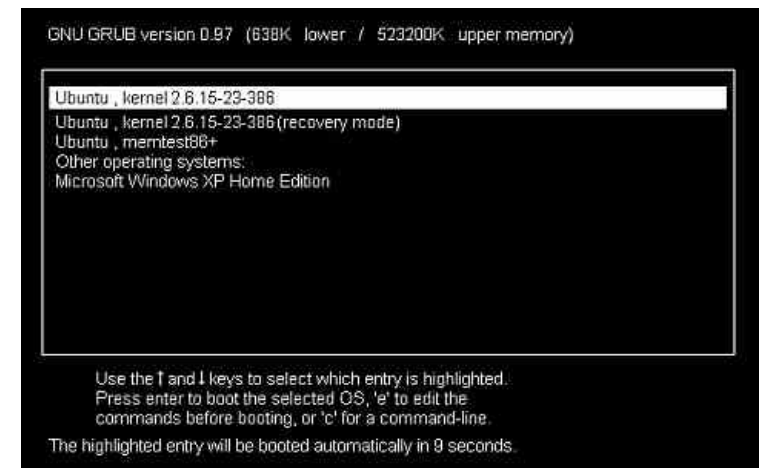 GNU GRUB version 0.97 (638K lower / 523200K upper memory)
Ubuntu , kernel 2.6.15-23-386
Ubuntu , kernel 2.6.15-23-386 (recovery mode)
Ubuntu , memtest86+
Other operating systems:
Microsoft Windows XP Home Edition
Use the ↑ and ↓ keys to select which entry is highlighted.
Press enter to boot the selected OS, 'e' to edit the
commands before booting, or 'c' for a command-line.
The highlighted entry will be booted automatically in 9 seconds.